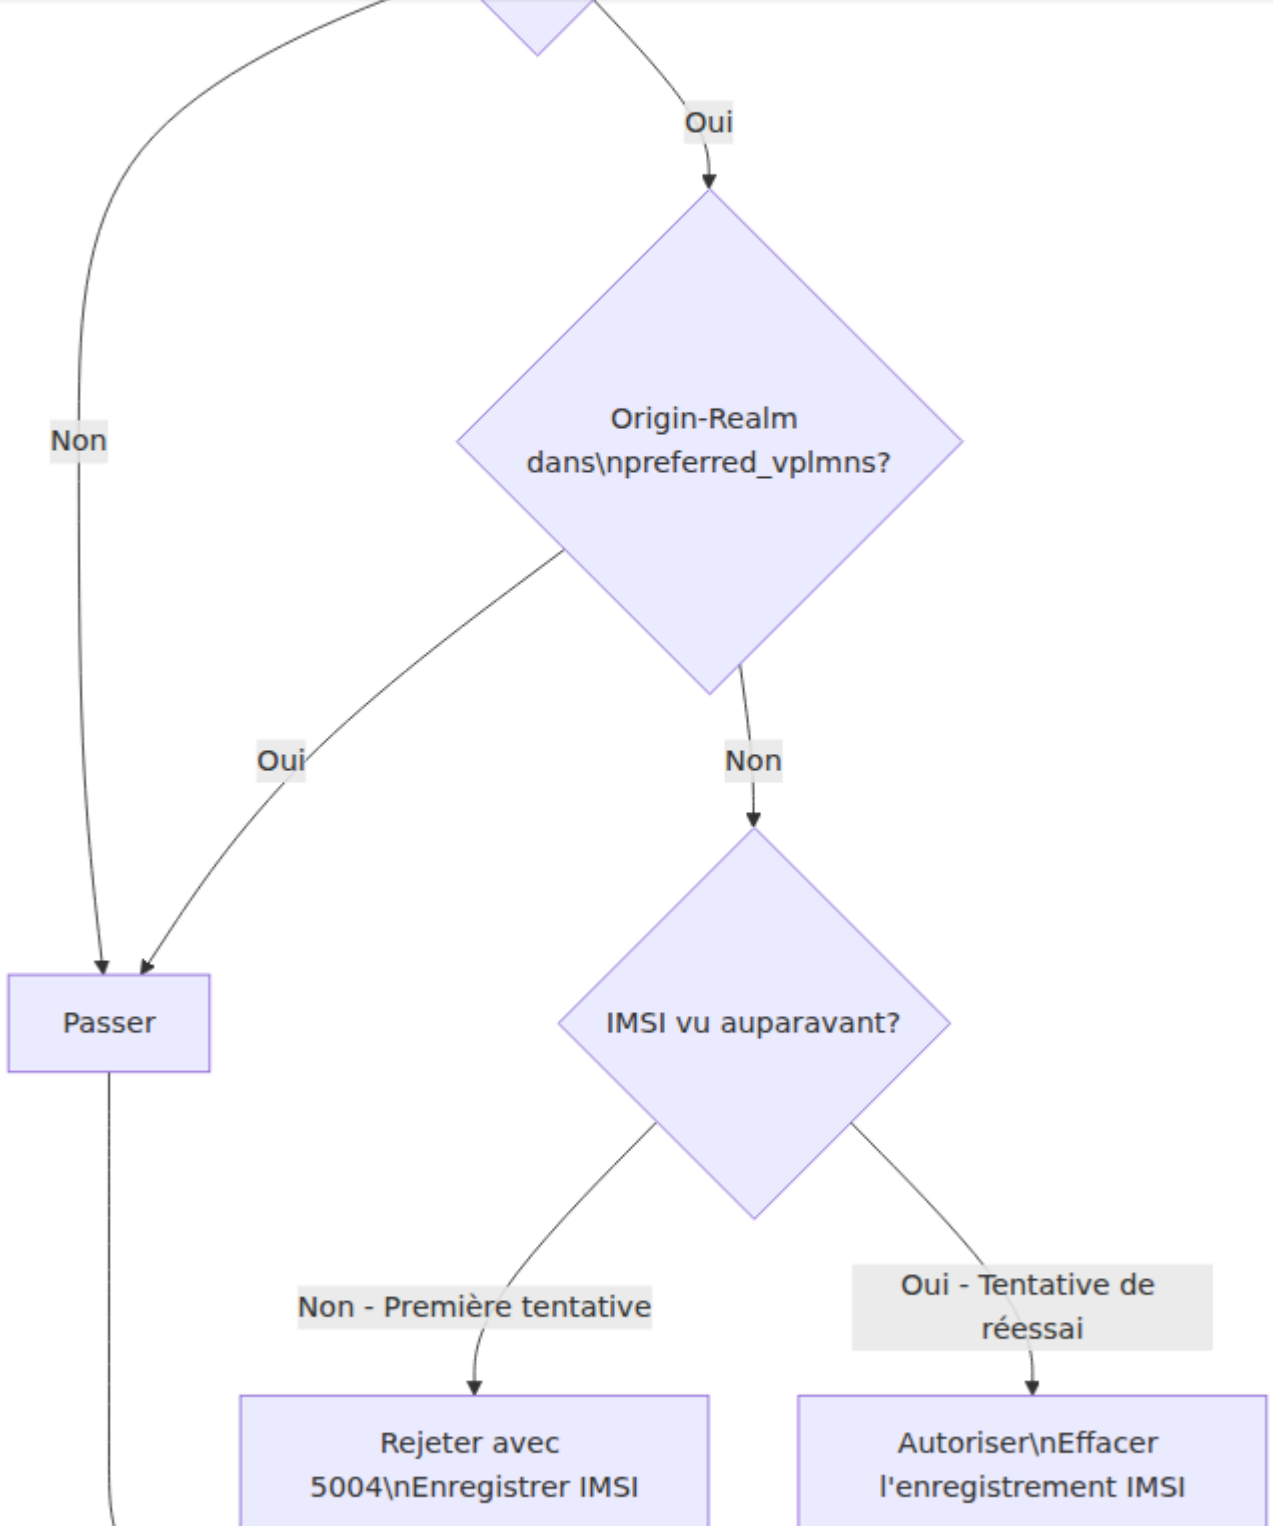 Oui
Origin-Realm
dans\npreferred_vplmns?
Non
Oui
Non
Passer
IMSI vu auparavant?
Non - Première tentative
Oui - Tentative de
réessai
Rejeter avec
5004\nEnregistrer IMSI
Autoriser\nEffacer
l'enregistrement IMSI